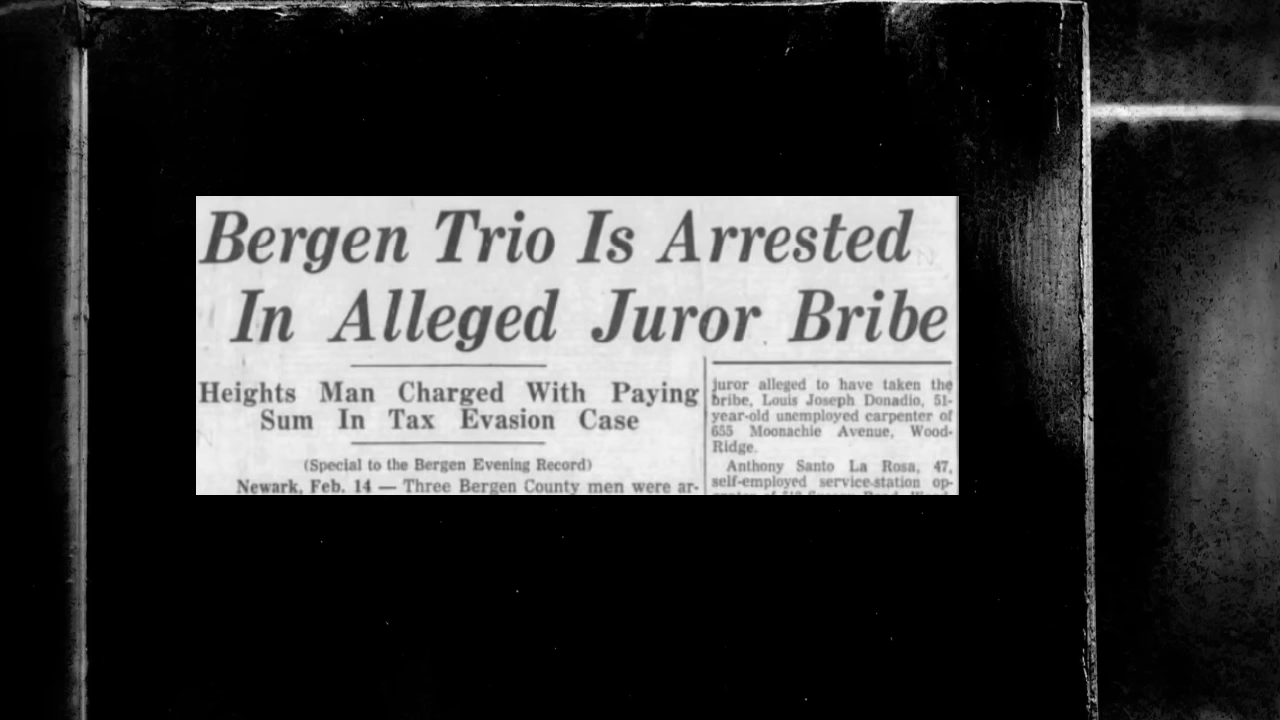 Bergen Trio Is Arrested
In Alleged Juror Bribe
Heights Man Charged With Paying
Sum In Tax Evasion Case
(Special to the Bergen Evening Record)
Newark, Feb. 14 — Three Bergen County men were ar-
juror alleged to have taken the
bribe, Louis Joseph Donadio, 51-
year-old unemployed carpenter of
655 Moonachie Avenue, Wood-
Ridge.
Anthony Santo La Rosa, 47,
self-employed service-station op-